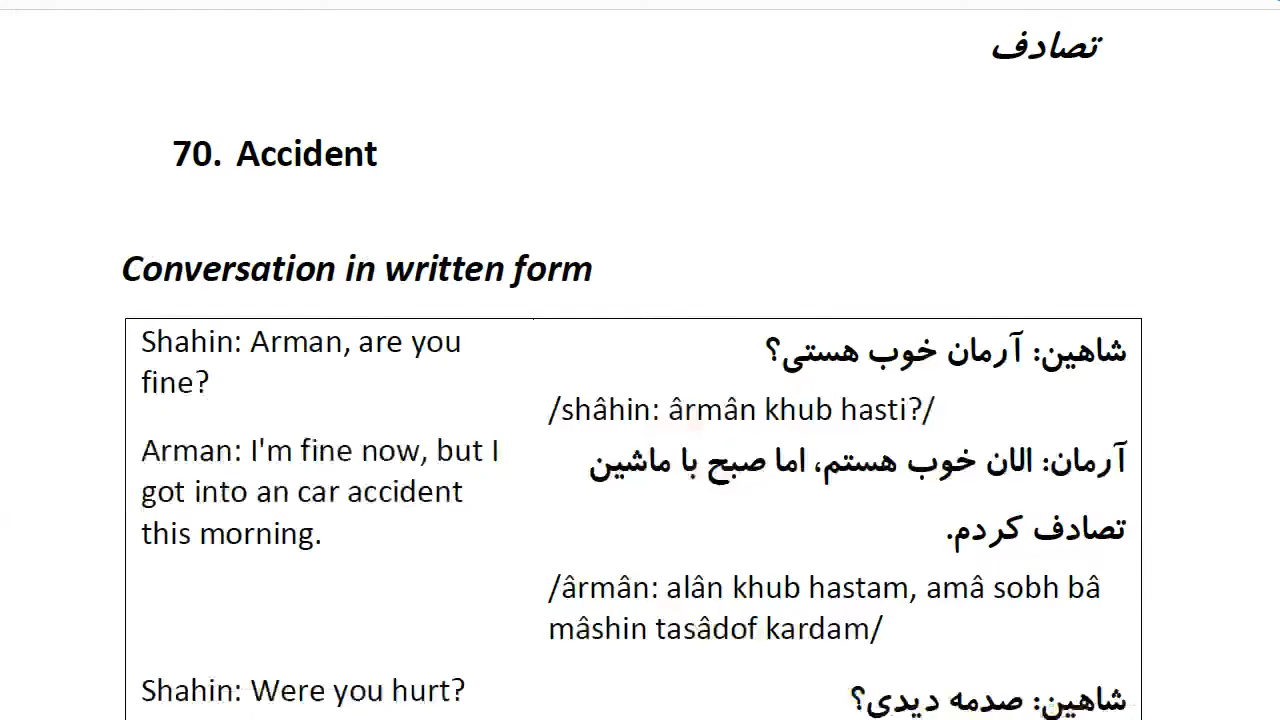 تصادف
70. Accident
Conversation in written form
Shahin: Arman, are you
fine?
شاهین: آرمان خوب هستی؟
/shâhin: ârmân khub hasti?/
Arman: I'm fine now, but I
got into an car accident
this morning.
آرمان: الان خوب هستم، اما صبح با ماشین
تصادف کردم.
/ârmân: alân khub hastam, amâ sobh bâ
mâshin tasâdof kardam/
Shahin: Were you hurt?
شاهین: صدمه دیدی؟